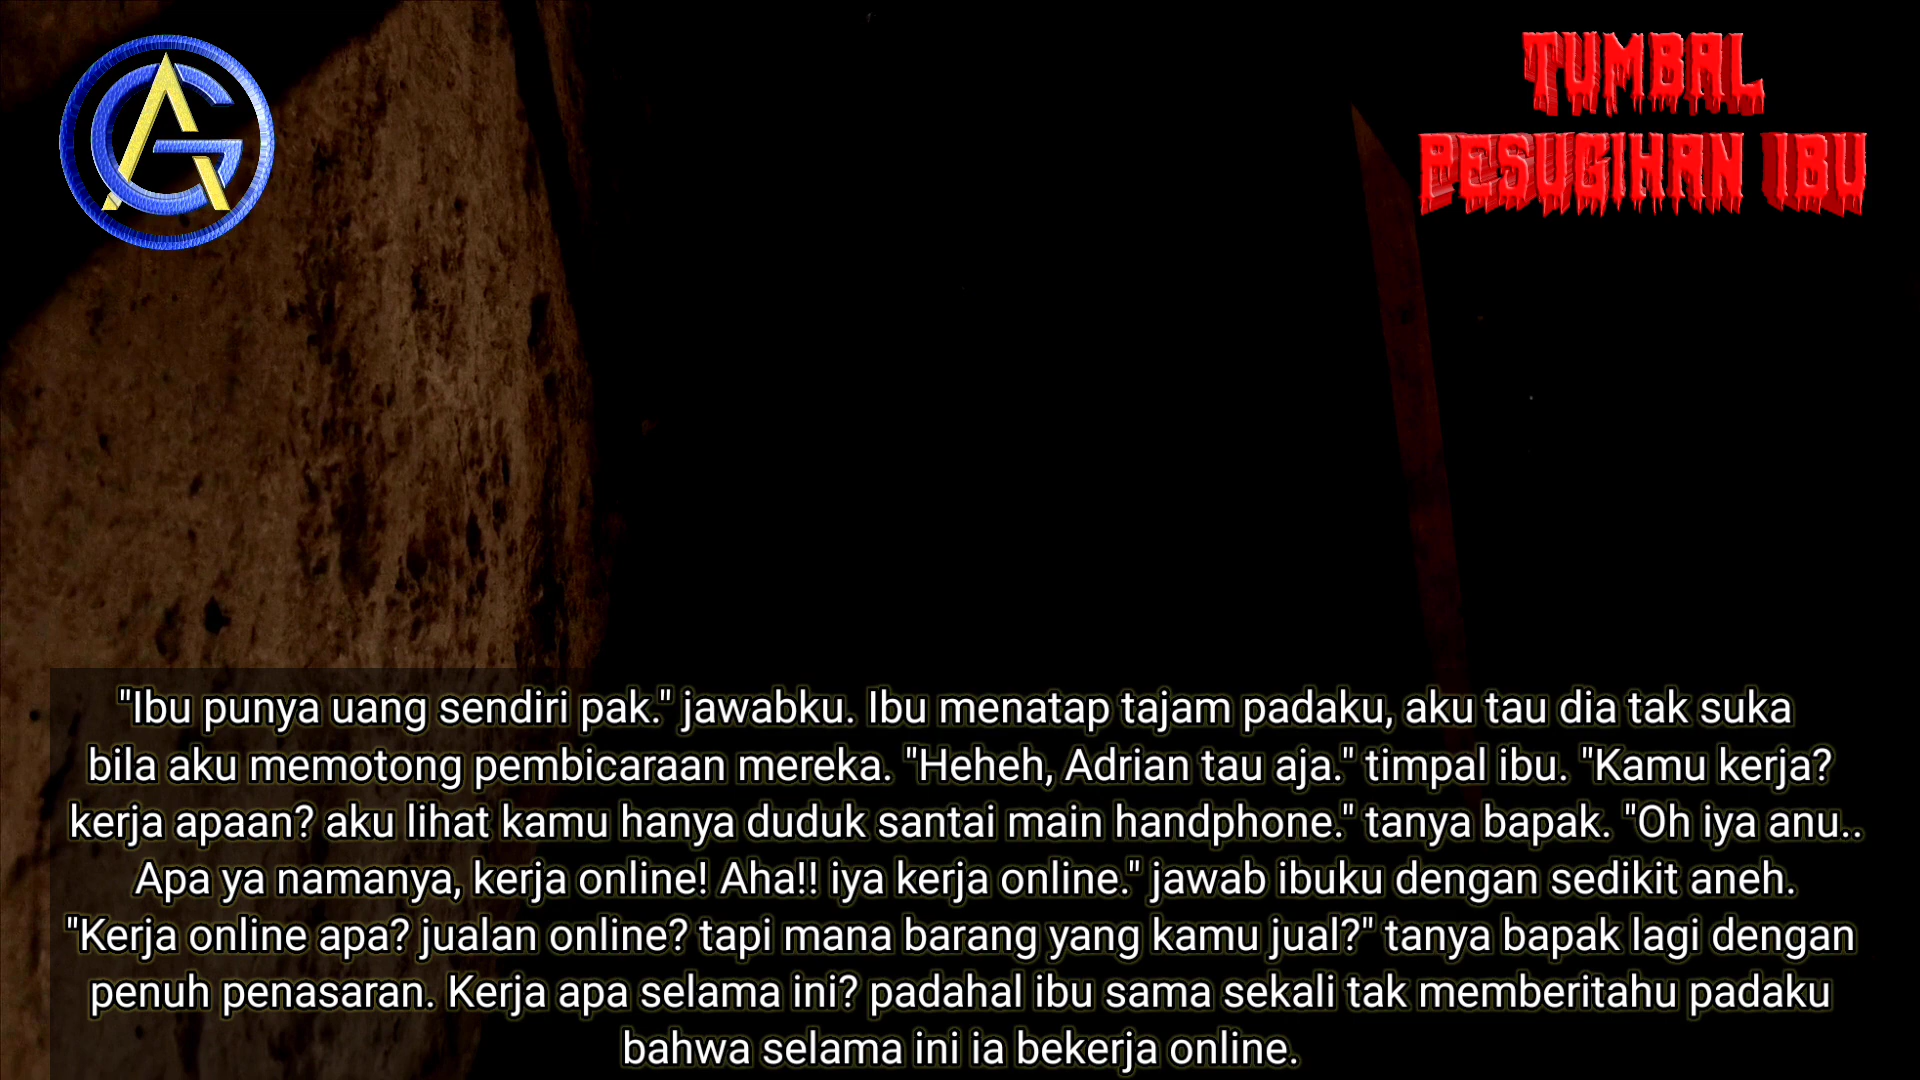 TUMBAL
PESUGIHAN IBU
"Ibu punya uang sendiri pak." jawabku. Ibu menatap tajam padaku, aku tau dia tak suka
bila aku memotong pembicaraan mereka. "Heheh, Adrian tau aja." timpal ibu. "Kamu kerja?
kerja apaan? aku lihat kamu hanya duduk santai main handphone." tanya bapak. "Oh iya anu..
Apa ya namanya, kerja online! Aha!! iya kerja online." jawab ibuku dengan sedikit aneh.
"Kerja online apa? jualan online? tapi mana barang yang kamu jual?" tanya bapak lagi dengan
penuh penasaran. Kerja apa selama ini? padahal ibu sama sekali tak memberitahu padaku
bahwa selama ini ia bekerja online.